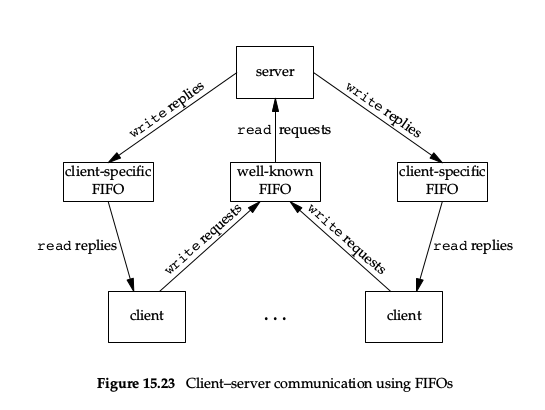 server
write replies
write replies
read requests
client-specific
FIFO
well-known
FIFO
client-specific
FIFO
read replies
write requests
write requests
read replies
client
. . .
client
Figure 15.23 Client–server communication using FIFOs